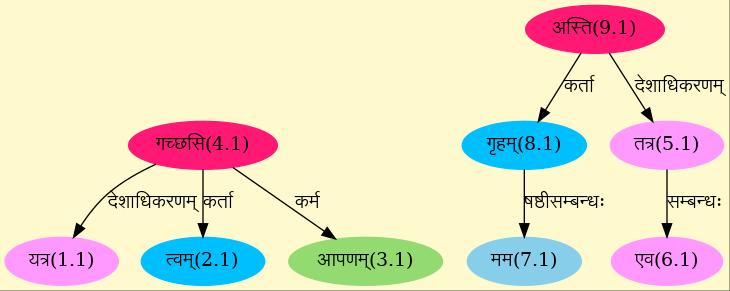 अस्ति(9.1)
कर्ता देशाधिकरणम्
गच्छसि(4.1) गृहम्(8.1) तत्र(5.1)
देशाधिकरणम् कर्ता कर्म षष्ठीसम्बन्धः सम्बन्धः
यत्र(1.1) त्वम्(2.1) आपणम्(3.1) मम(7.1) एव(6.1)